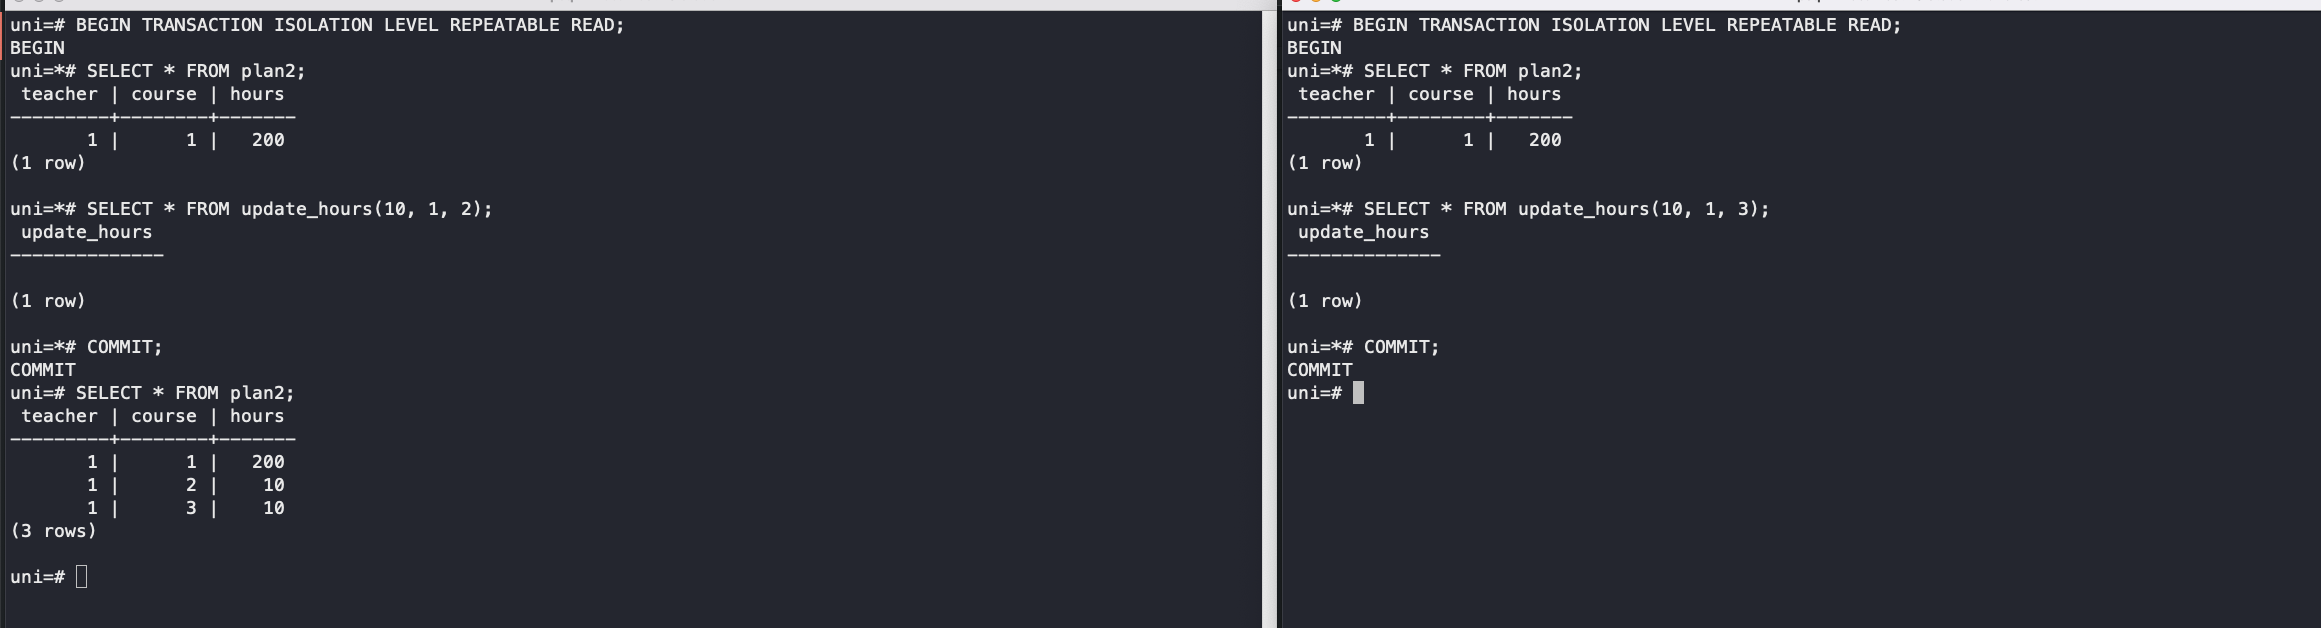 uni=# BEGIN TRANSACTION ISOLATION LEVEL REPEATABLE READ;
BEGIN
uni=*# SELECT * FROM plan2;
 teacher | course | hours
---------+--------+-------
       1 |      1 |   200
(1 row)

uni=*# SELECT * FROM update_hours(10, 1, 2);
 update_hours
--------------

(1 row)

uni=*# COMMIT;
COMMIT
uni=# SELECT * FROM plan2;
 teacher | course | hours
---------+--------+-------
       1 |      1 |   200
       1 |      2 |    10
       1 |      3 |    10
(3 rows)

uni=#
uni=# BEGIN TRANSACTION ISOLATION LEVEL REPEATABLE READ;
BEGIN
uni=*# SELECT * FROM plan2;
 teacher | course | hours
---------+--------+-------
       1 |      1 |   200
(1 row)

uni=*# SELECT * FROM update_hours(10, 1, 3);
 update_hours
--------------

(1 row)

uni=*# COMMIT;
COMMIT
uni=#